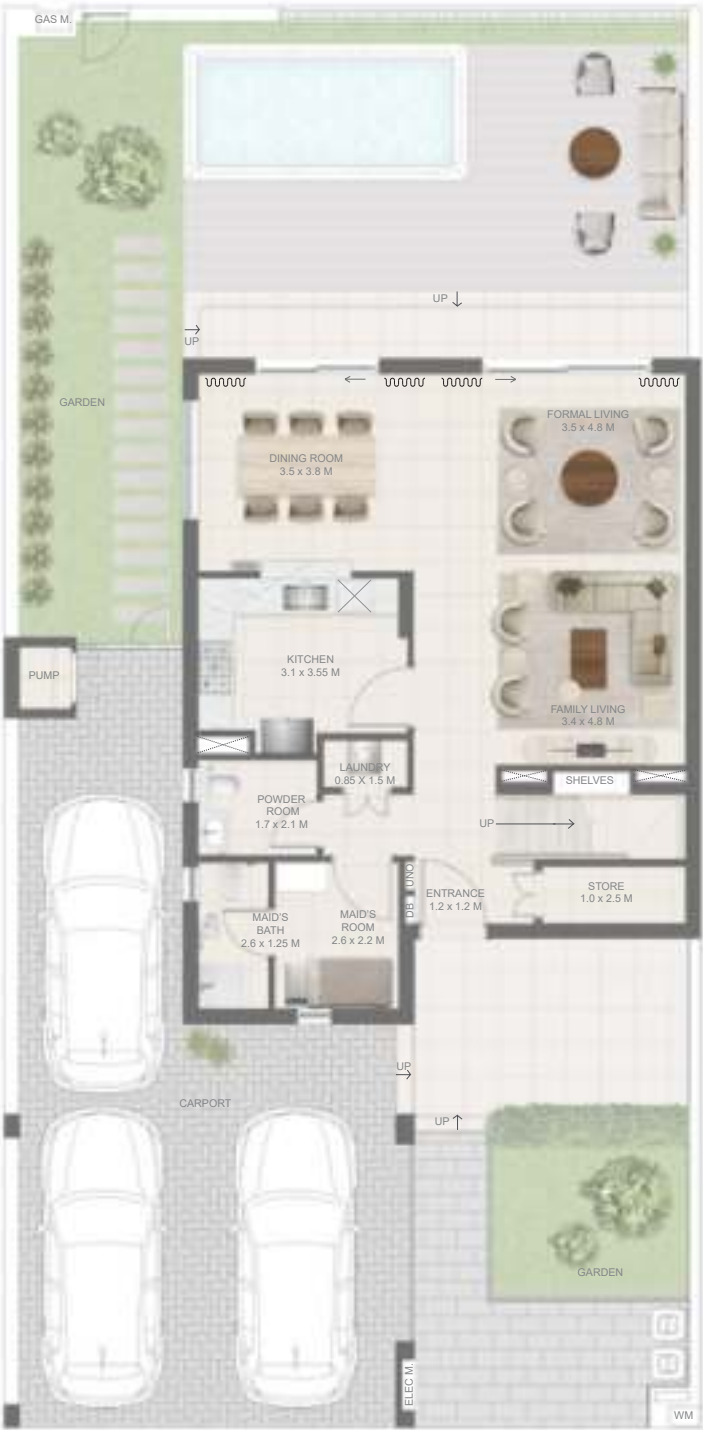 GAS M.
UP
UP
GARDEN
FORMAL LIVING
3.5 x 4.8 M
DINING ROOM
3.5 x 3.8 M
KITCHEN
3.1 x 3.55 M
PUMP
FAMILY LIVING
3.4 x 4.8 M
LAUNDRY
0.85 X 1.5 M
SHELVES
POWDER
ROOM
1.7 x 2.1 M
UP
DB
UNO
ENTRANCE
1.2 x 1.2 M
STORE
1.0 x 2.5 M
MAID'S
BATH
2.6 x 1.25 M
MAID'S
ROOM
2.6 x 2.2 M
UP
CARPORT
UP
GARDEN
ELEC M.
WM